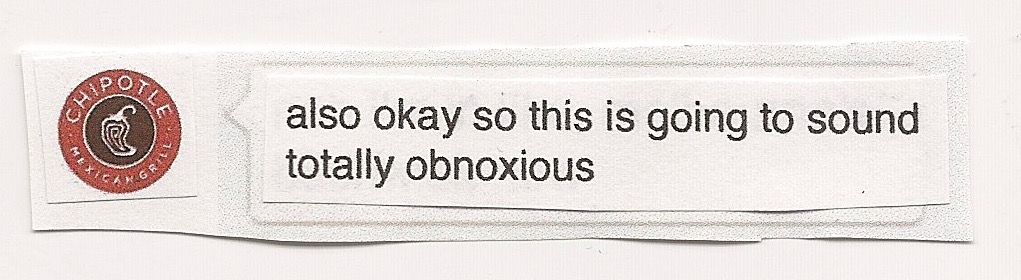 CHIPOTLE
MEXICAN GRILL
also okay so this is going to sound
totally obnoxious